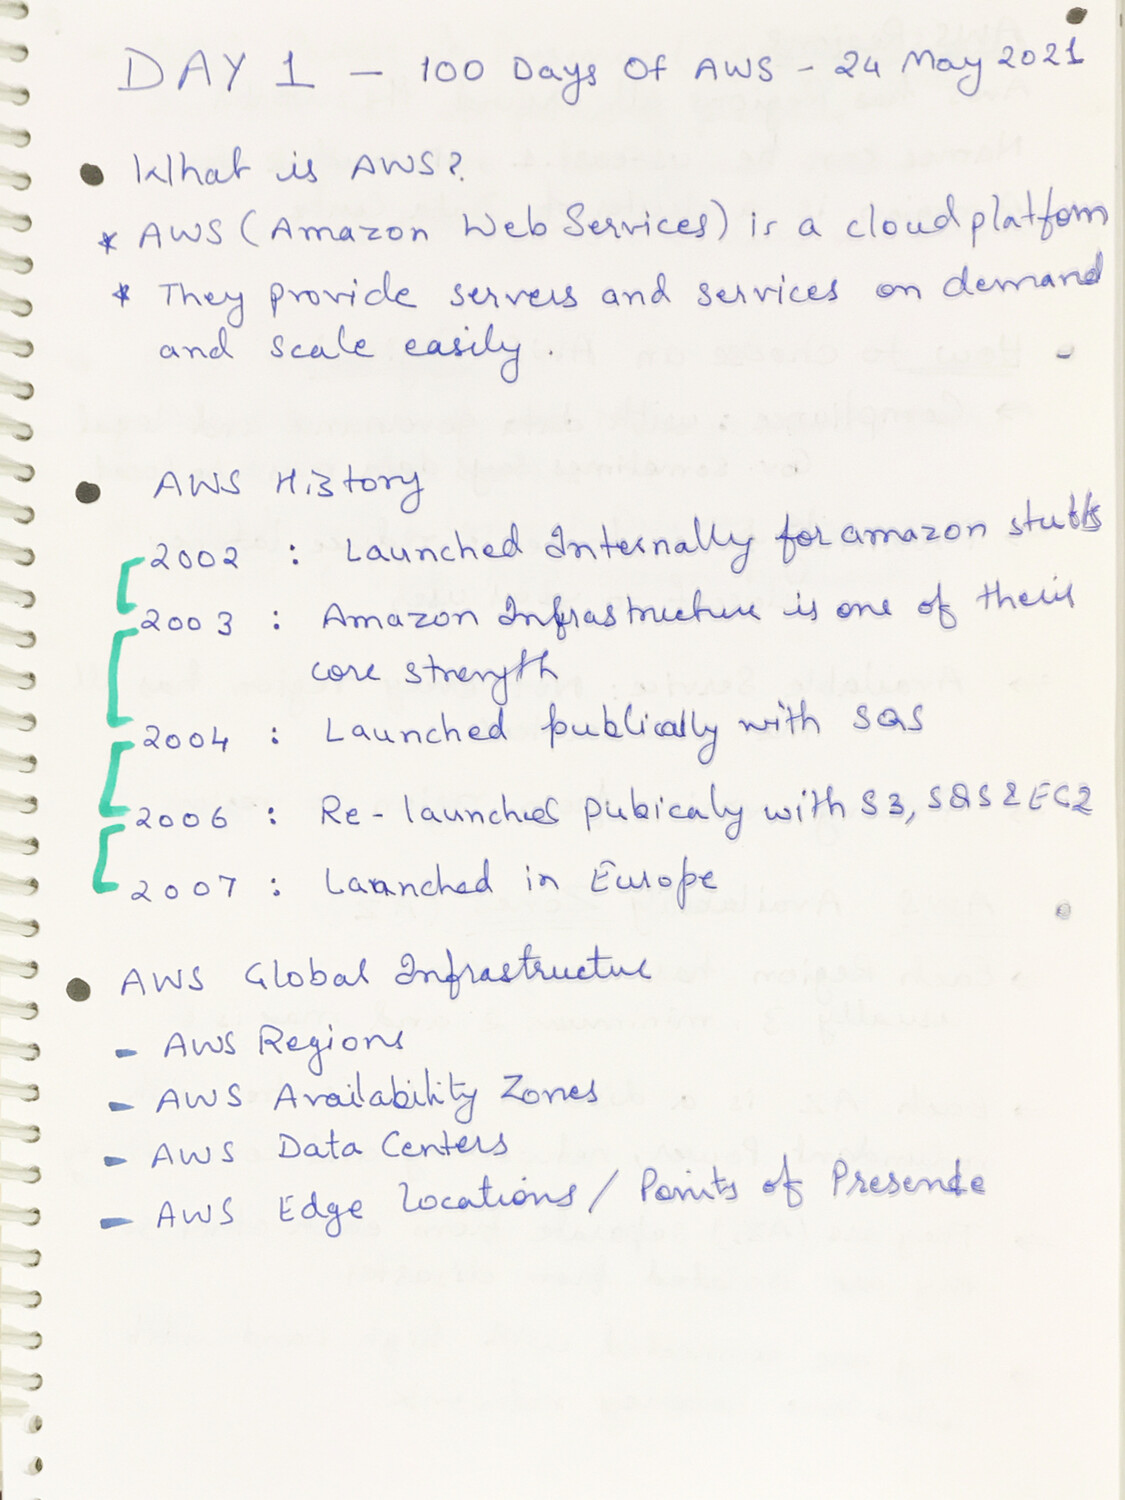 DAY 1 - 100 Days Of AWS - 24 May 2021
What is AWS?
* AWS (Amazon Web Services) is a cloud platform
* They provide servers and services on demand
and scale easily.
AWS History
2002 : Launched Internally for amazon stuffs
2003 : Amazon Infrastructure is one of their
core strength
2004 : Launched publically with SQS
2006 : Re-launched Pubicaly with S3, SQS & EC2
2007 : Launched in Europe
AWS Global Infrastructure
- AWS Regions
- AWS Availability Zones
- AWS Data Centers
- AWS Edge Locations / Points of Presence